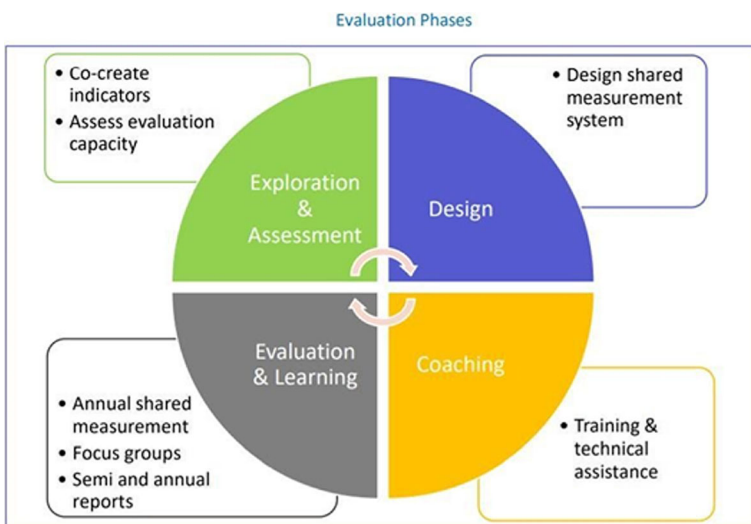 Evaluation Phases
• Co-create
indicators
• Assess evaluation
capacity
• Design shared
measurement
system
Exploration
&
Assessment
Design
Evaluation
& Learning
Coaching
• Annual shared
measurement
• Focus groups
• Semi and annual
reports
• Training &
technical
assistance